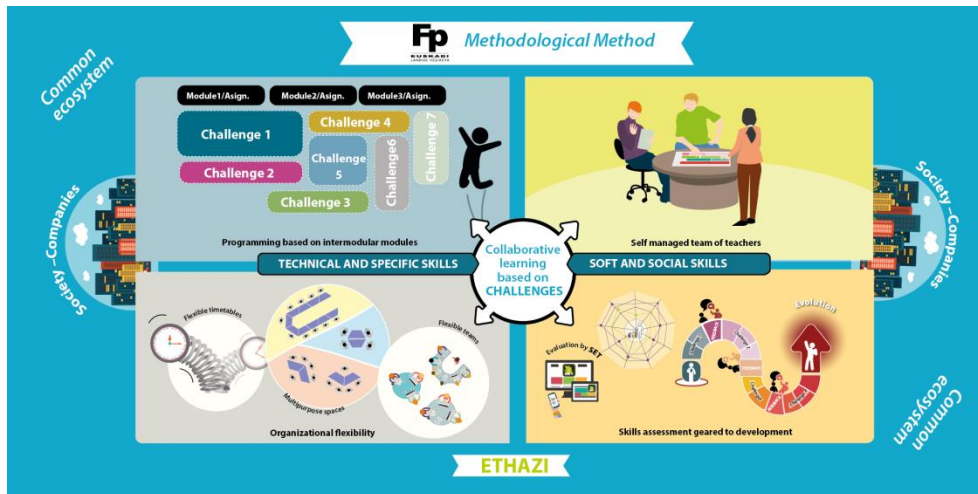 Fp
EUSKADI
LANBIDE HEZIKETA
Methodological Method
Common
ecosystem
Society –Companies
Module1/Asign.
Module2/Asign.
Module3/Asign.
Challenge 1
Challenge 4
Challenge 7
Challenge 2
Challenge
5
Challenge6
Challenge 3
Programming based on intermodular modules
Self managed team of teachers
TECHNICAL AND SPECIFIC SKILLS
Collaborative
learning
based on
CHALLENGES
SOFT AND SOCIAL SKILLS
Society –Companies
Flexible timetables
Multipurpose spaces
Flexible teams
Organizational flexibility
Evaluation by SET
Evolution
Skills assessment geared to development
Common
ecosystem
ETHAZI